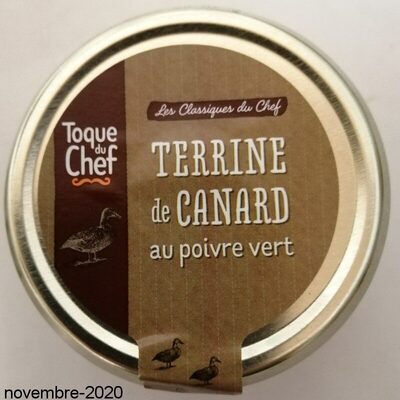 Les Classiques du Chef
Toque
du
Chef
TERRINE
de CANARD
au poivre vert
novembre-2020